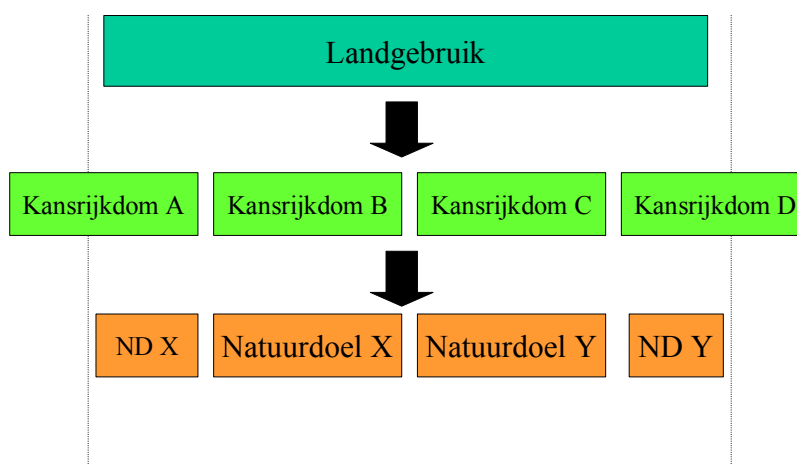 Landgebruik
Kansrijkdom A Kansrijkdom B Kansrijkdom C Kansrijkdom D
ND X Natuurdoel X Natuurdoel Y ND Y